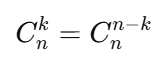 $C_n^k = C_n^{n-k}$